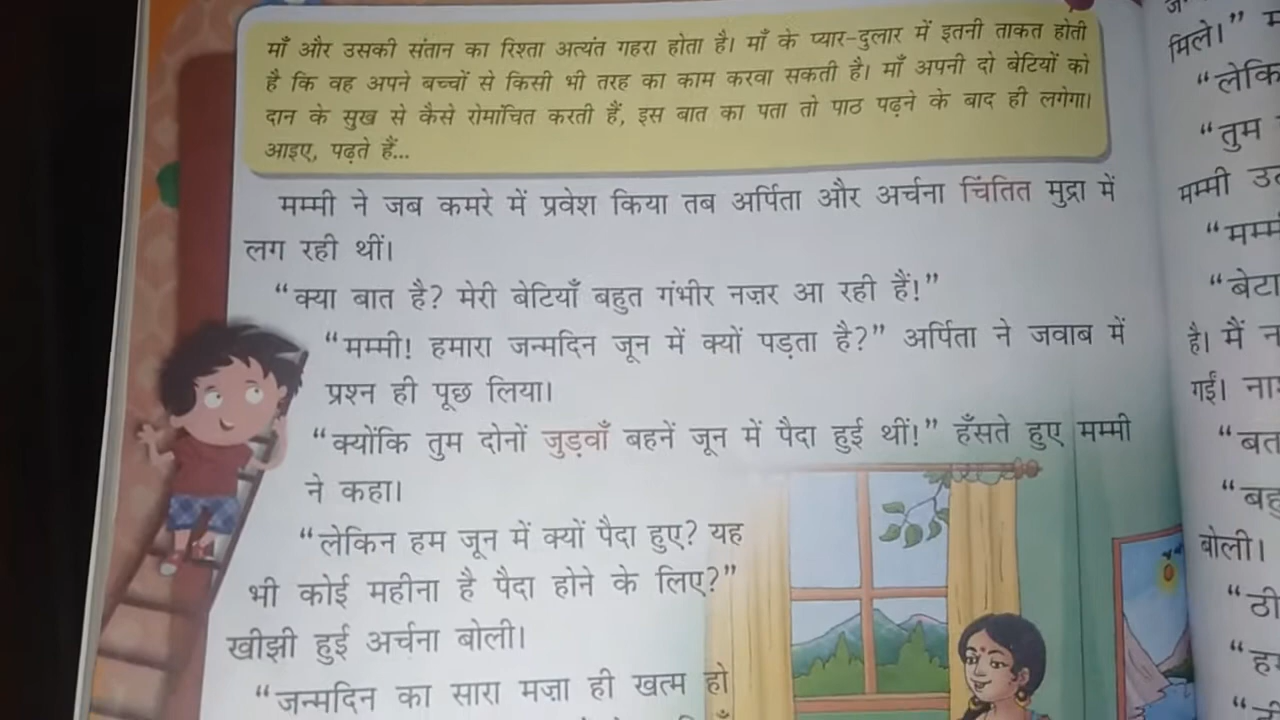 माँ और उसकी संतान का रिश्ता अत्यंत गहरा होता है। माँ के प्यार-दुलार में इतनी ताकत होती
है कि वह अपने बच्चों से किसी भी तरह का काम करवा सकती है। माँ अपनी दो बेटियों को
दान के सुख से कैसे रोमांचित करती हैं, इस बात का पता तो पाठ पढ़ने के बाद ही लगेगा।
आइए, पढ़ते हैं...
मम्मी ने जब कमरे में प्रवेश किया तब अर्पिता और अर्चना चिंतित मुद्रा में
लग रही थीं।
“क्या बात है? मेरी बेटियाँ बहुत गंभीर नज़र आ रही हैं!”
“मम्मी! हमारा जन्मदिन जून में क्यों पड़ता है?” अर्पिता ने जवाब में
प्रश्न ही पूछ लिया।
“क्योंकि तुम दोनों जुड़वाँ बहनें जून में पैदा हुई थीं!” हँसते हुए मम्मी
ने कहा।
“लेकिन हम जून में क्यों पैदा हुए? यह
भी कोई महीना है पैदा होने के लिए?”
खीझी हुई अर्चना बोली।
“जन्मदिन का सारा मज़ा ही खत्म हो
मिले।”
“तुम
मम्मी
“बेटा
है। मैं
गईं।
बोली।